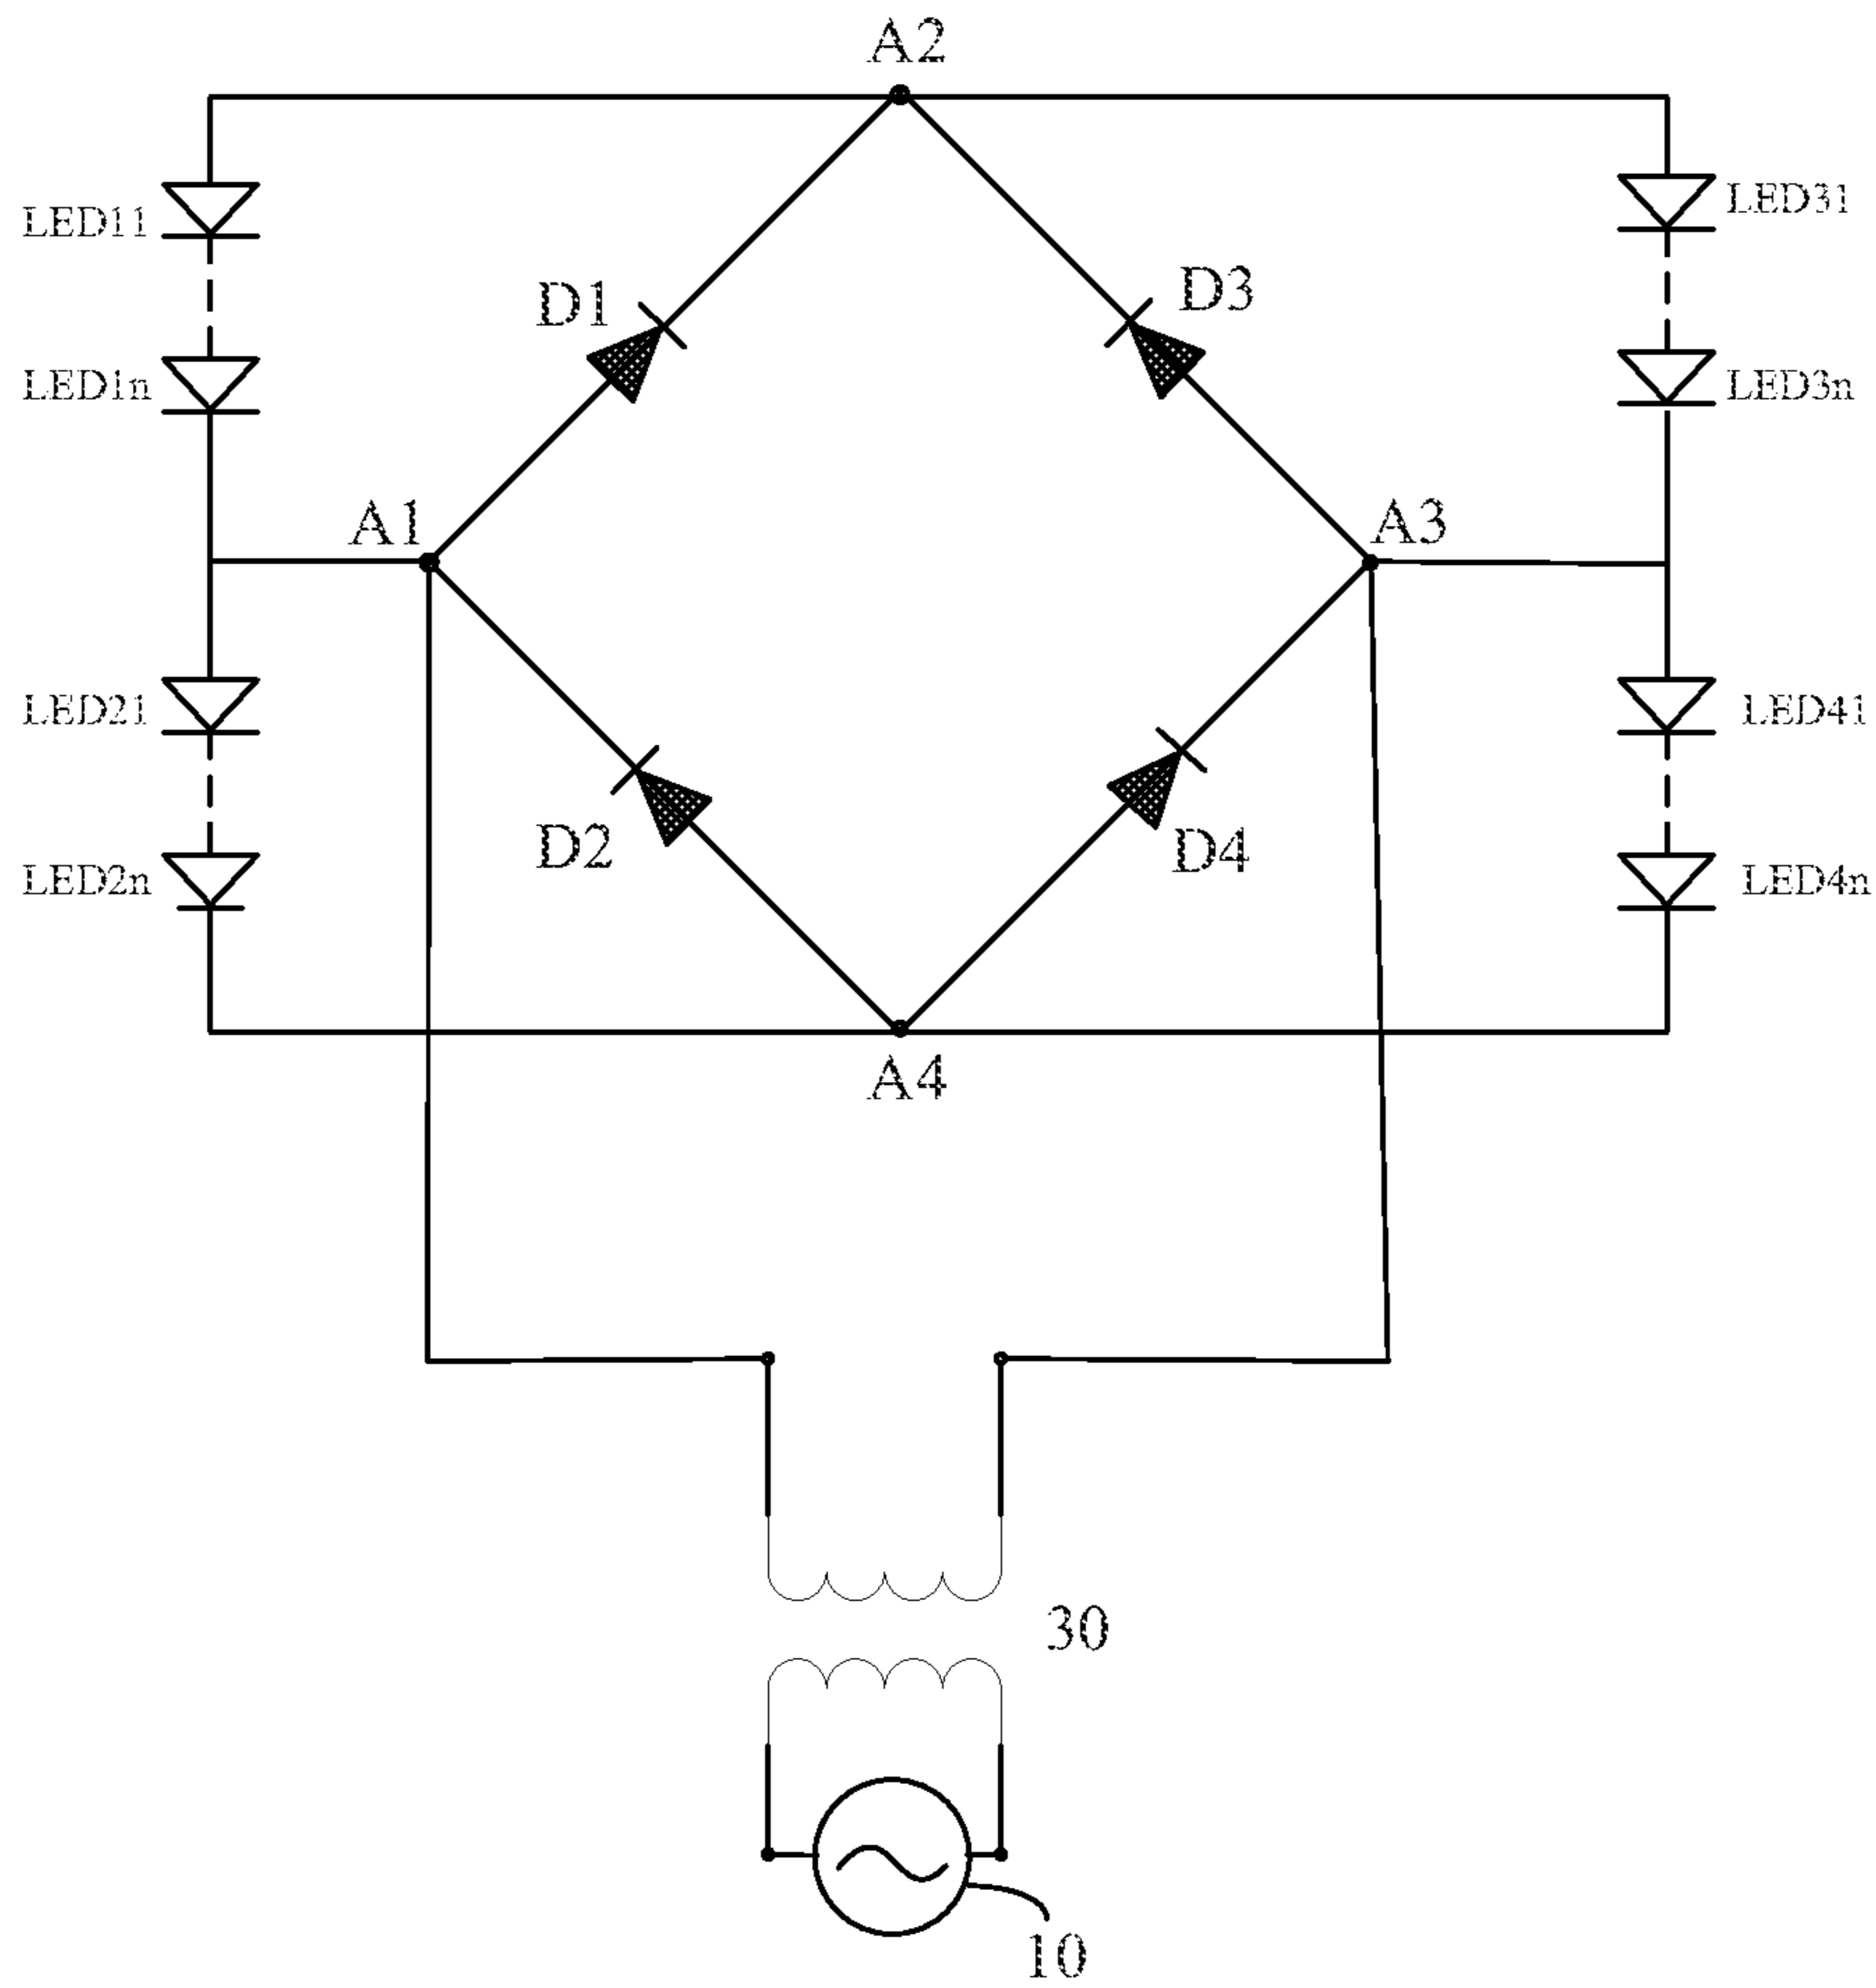 A2
LED11
LED31
D1
D3
LED1n
LED3n
A1
A3
LED21
LED41
D2
D4
LED2n
LED4n
A4
30
10